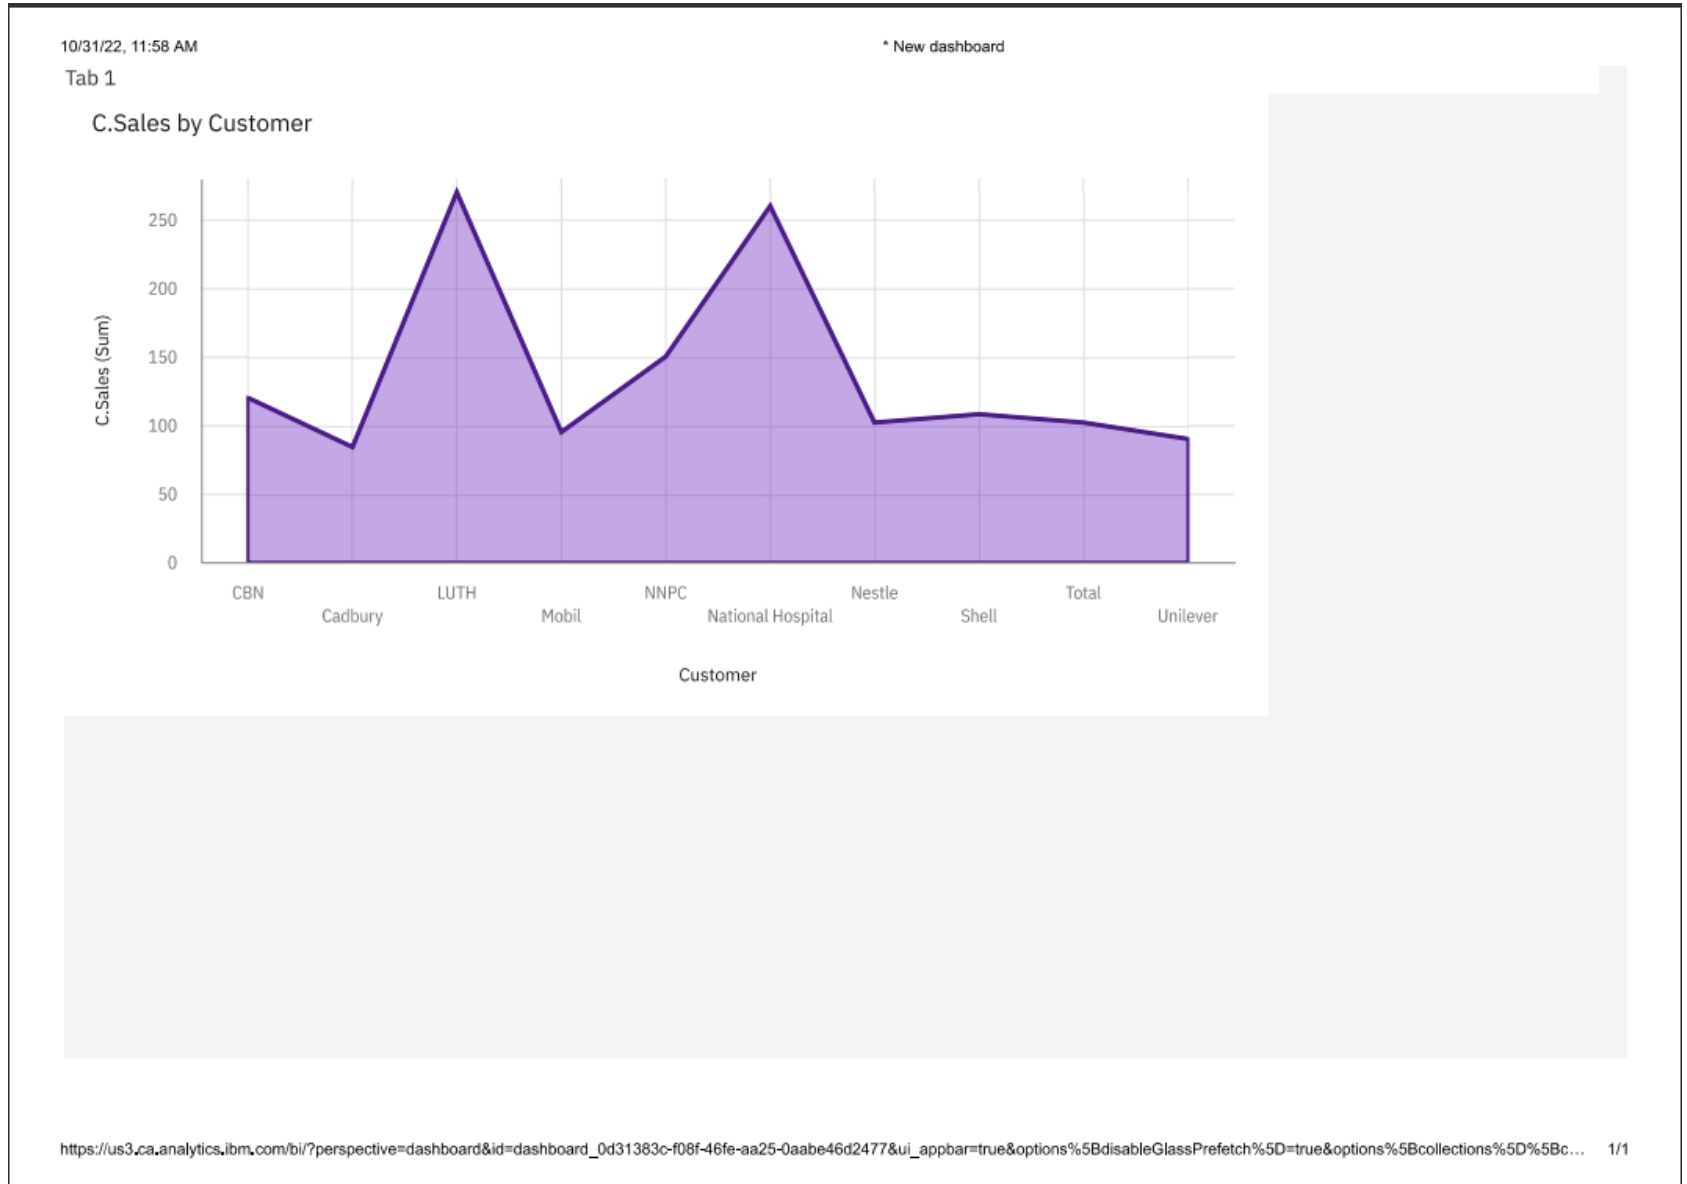 10/31/22, 11:58 AM
* New dashboard
Tab 1
C.Sales by Customer
250
200
150
100
50
0
C.Sales (Sum)
CBN
Cadbury
LUTH
Mobil
NNPC
National Hospital
Nestle
Shell
Total
Unilever
Customer
https://us3.ca.analytics.ibm.com/bi/?perspective=dashboard&id=dashboard_0d31383c-f08f-46fe-aa25-0aabe46d2477&ui_appbar=true&options%5BdisableGlassPrefetch%5D=true&options%5Bcollections%5D%5Bc…
1/1